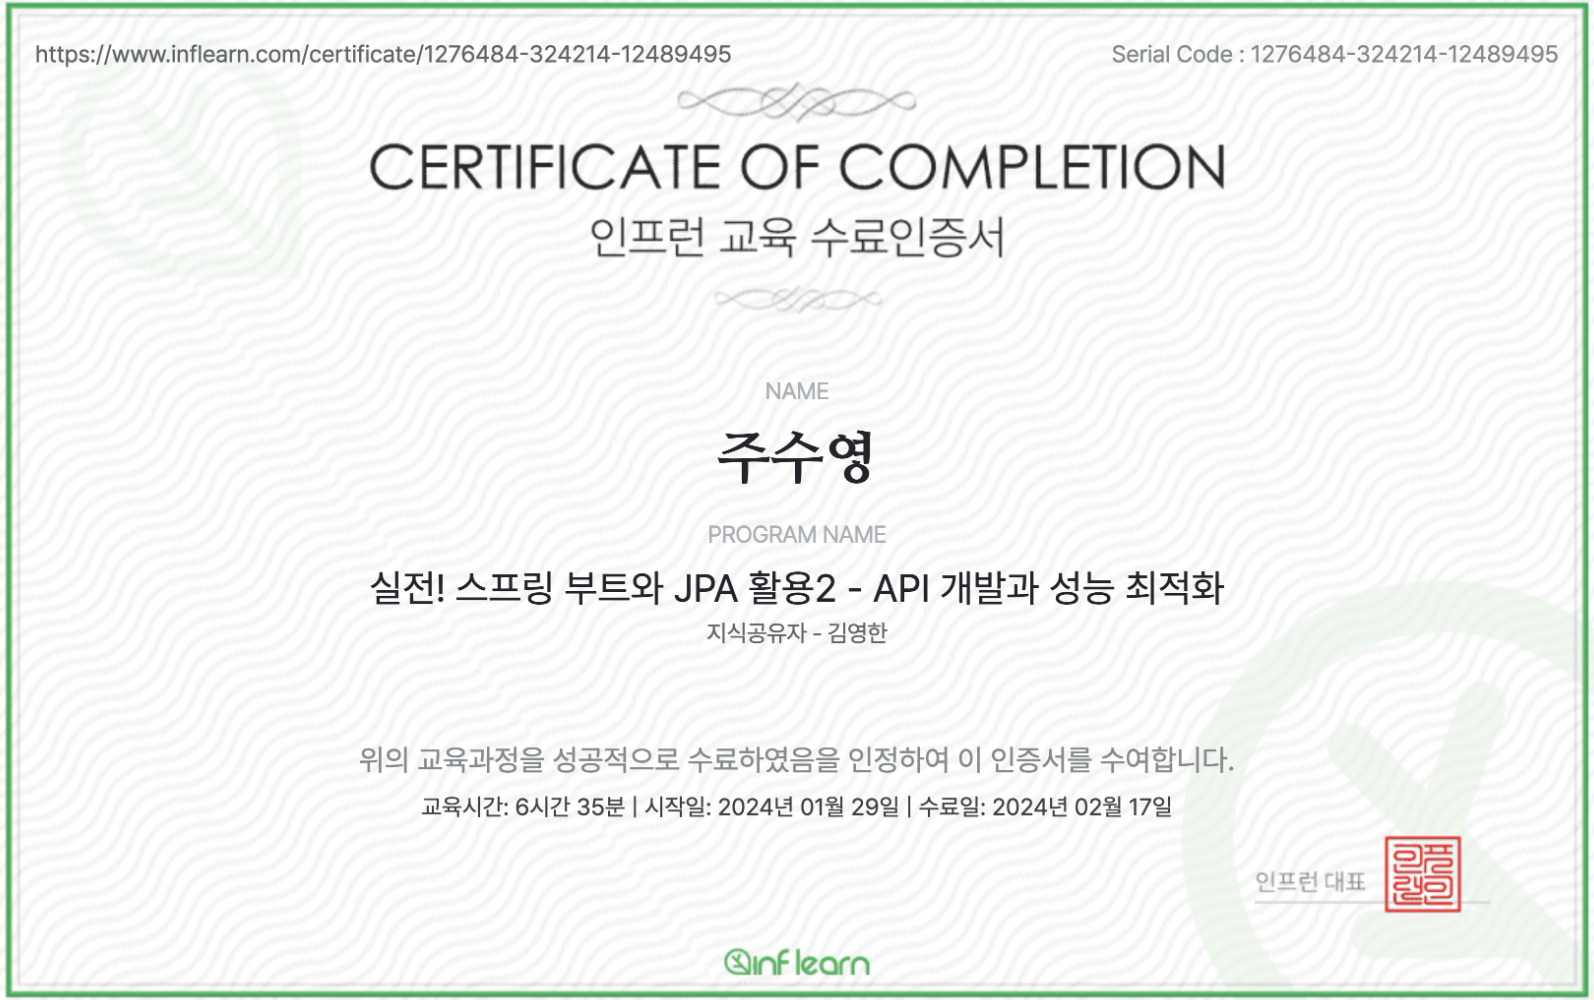 https://www.inflearn.com/certificate/1276484-324214-12489495
Serial Code : 1276484-324214-12489495
CERTIFICATE OF COMPLETION
인프런 교육 수료인증서
NAME
주수영
PROGRAM NAME
실전! 스프링 부트와 JPA 활용2 - API 개발과 성능 최적화
지식공유자 - 김영한
위의 교육과정을 성공적으로 수료하였음을 인정하여 이 인증서를 수여합니다.
교육시간: 6시간 35분 | 시작일: 2024년 01월 29일 | 수료일: 2024년 02월 17일
인프런 대표
inflearn